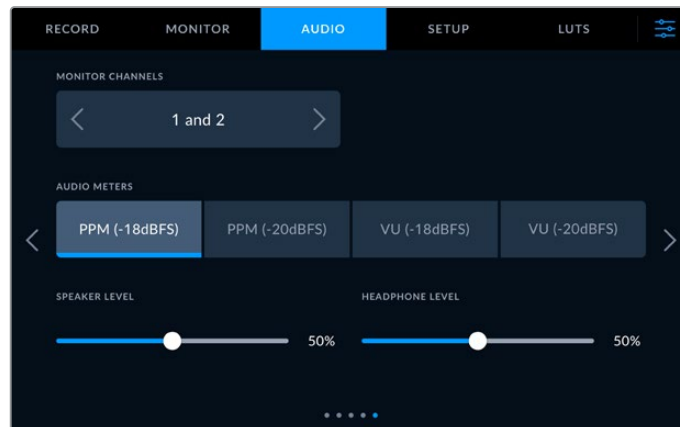 RECORD MONITOR AUDIO SETUP LUTS
MONITOR CHANNELS
1 and 2
AUDIO METERS
PPM (-18dBFS) PPM (-20dBFS) VU (-18dBFS) VU (-20dBFS)
SPEAKER LEVEL HEADPHONE LEVEL
50% 50%